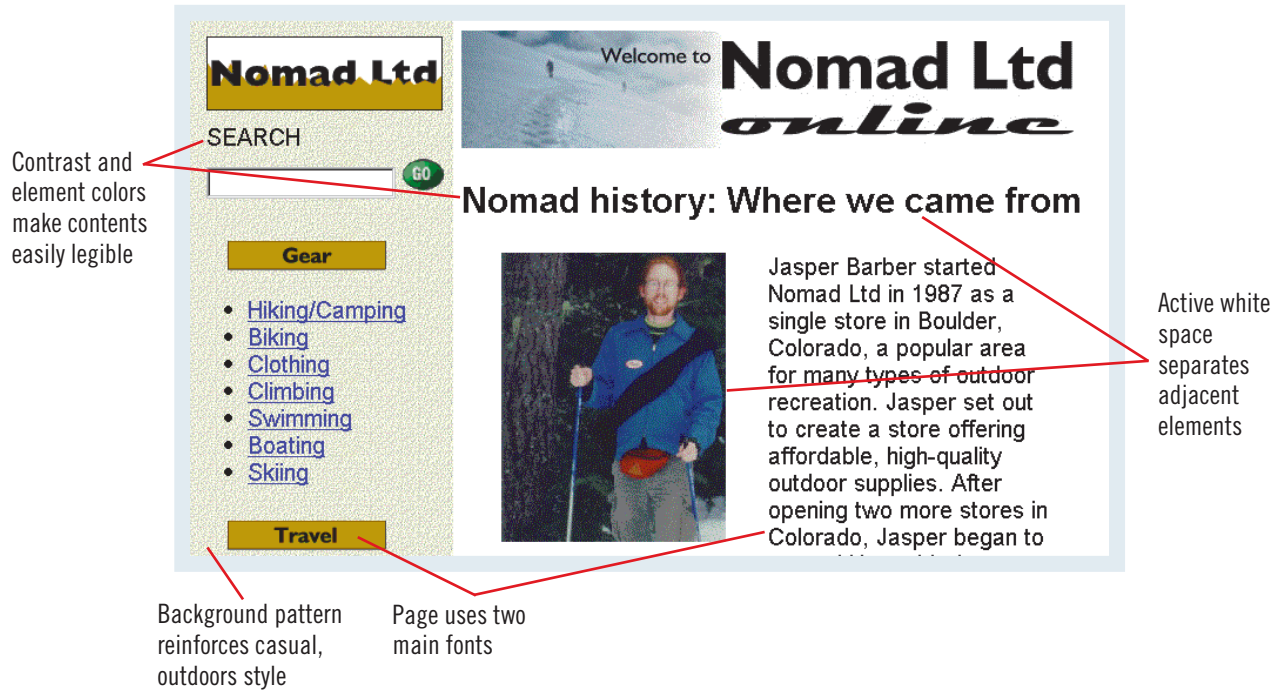 Nomad Ltd
SEARCH
GO
Gear
Hiking/Camping
Biking
Clothing
Climbing
Swimming
Boating
Skiing
Travel
Welcome to Nomad Ltd
online
Nomad history: Where we came from
Jasper Barber started
Nomad Ltd in 1987 as a
single store in Boulder,
Colorado, a popular area
for many types of outdoor
recreation. Jasper set out
to create a store offering
affordable, high-quality
outdoor supplies. After
opening two more stores in
Colorado, Jasper began to
Contrast and
element colors
make contents
easily legible
Active white
space
separates
adjacent
elements
Background pattern
reinforces casual,
outdoors style
Page uses two
main fonts